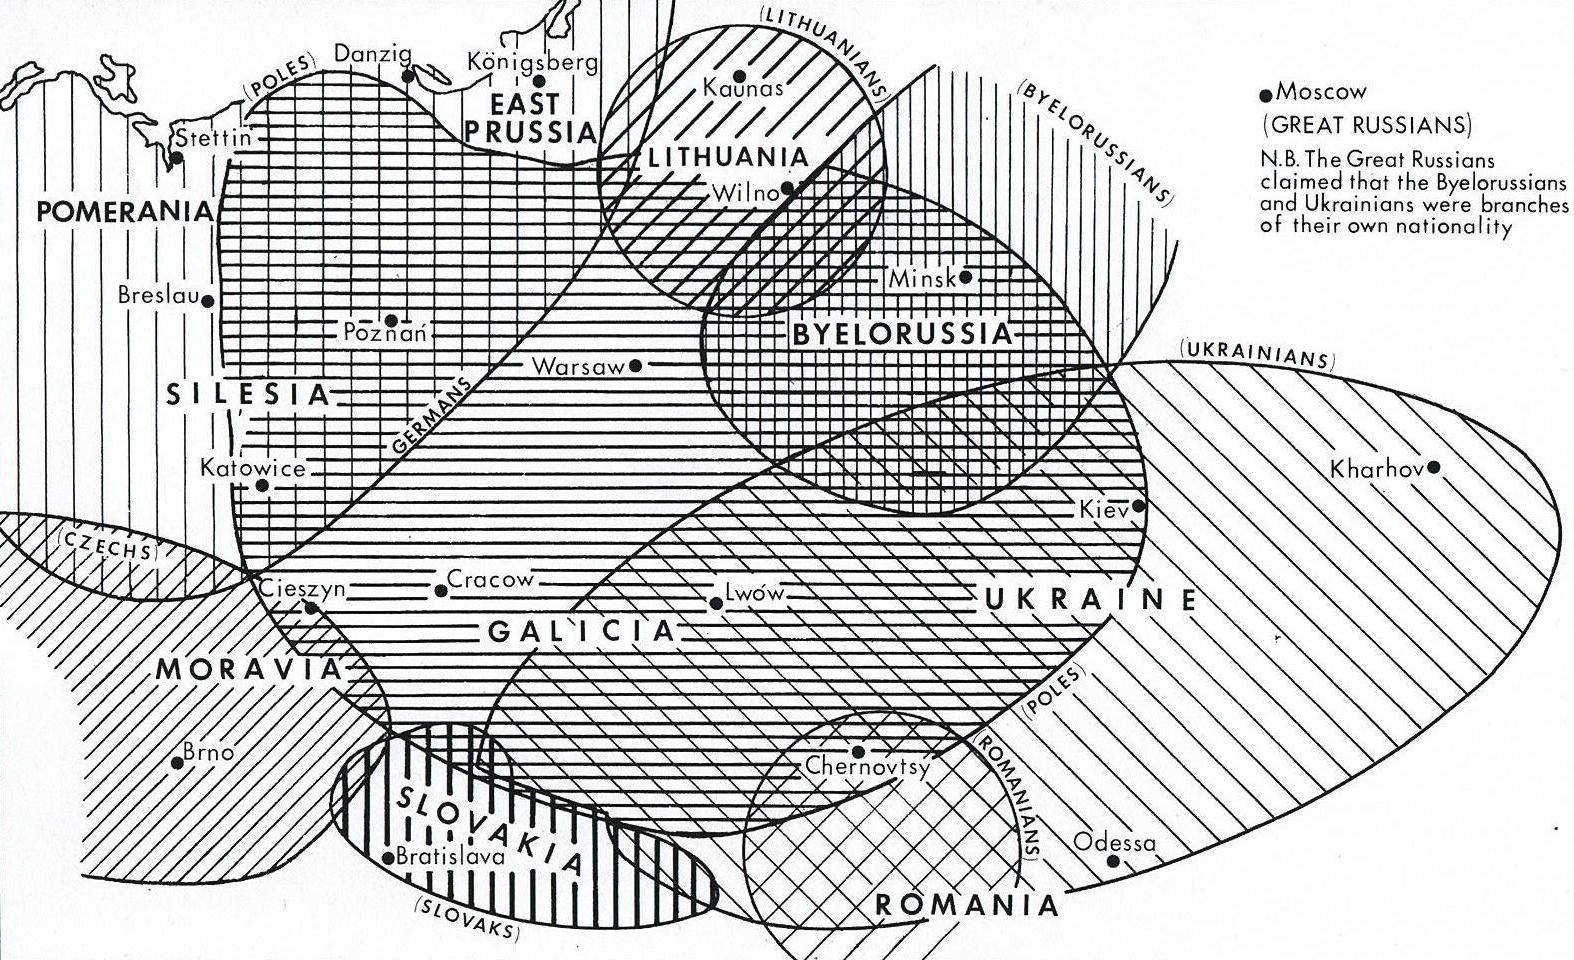 (LITHUANIANS)
Danzig
Königsberg
(POLES)
EAST
PRUSSIA
Kaunas
(BYELORUSSIANS)
Moscow
(GREAT RUSSIANS)
N.B. The Great Russians
claimed that the Byelorussians
and Ukrainians were branches
of their own nationality
Stettin
LITHUANIA
Wilno
POMERANIA
Minsk
Breslau
Poznań
BYELORUSSIA
(UKRAINIANS)
Warsaw
SILESIA
GERMANS
Katowice
Kharhov
Kiev
(CZECHS)
Cieszyn
Cracow
Lwów
UKRAINE
GALICIA
MORAVIA
(POLES)
Brno
Chernovtsy
ROMANIANS)
SLOVAKIA
Bratislava
Odessa
ROMANIA
(SLOVAKS)